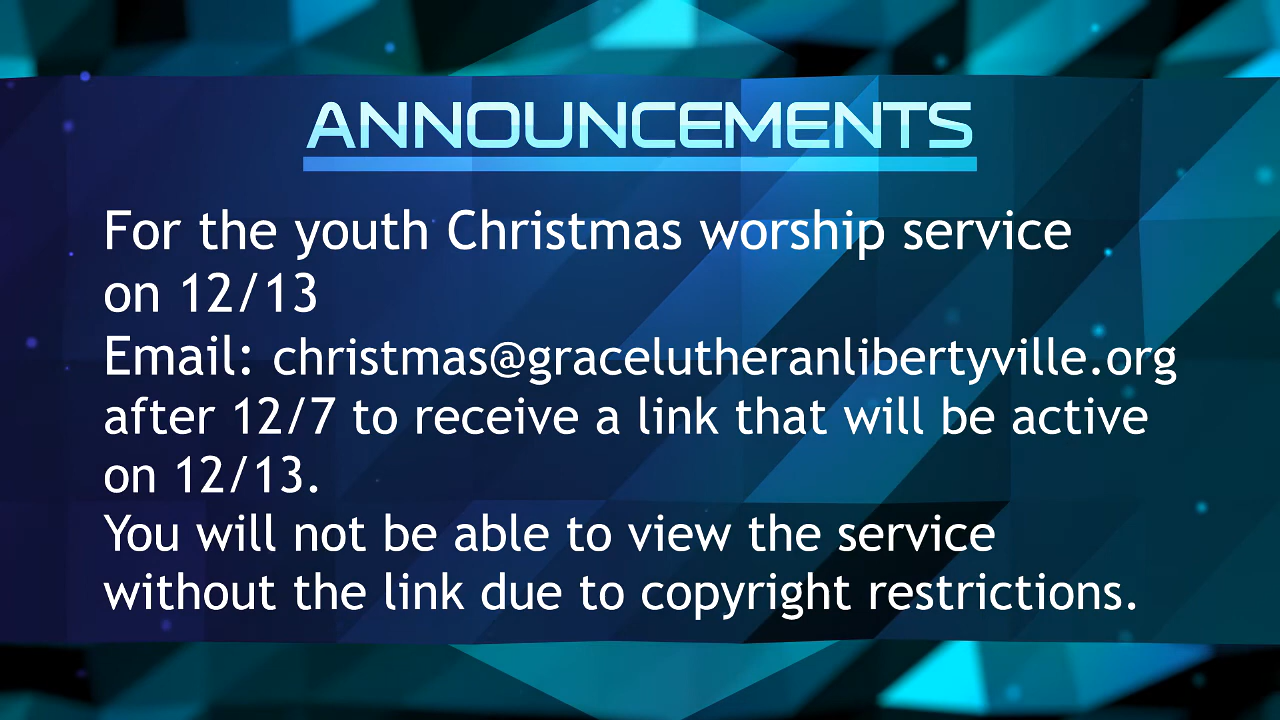 ANNOUNCEMENTS
For the youth Christmas worship service
on 12/13
Email: christmas@gracelutheranlibertyville.org
after 12/7 to receive a link that will be active
on 12/13.
You will not be able to view the service
without the link due to copyright restrictions.